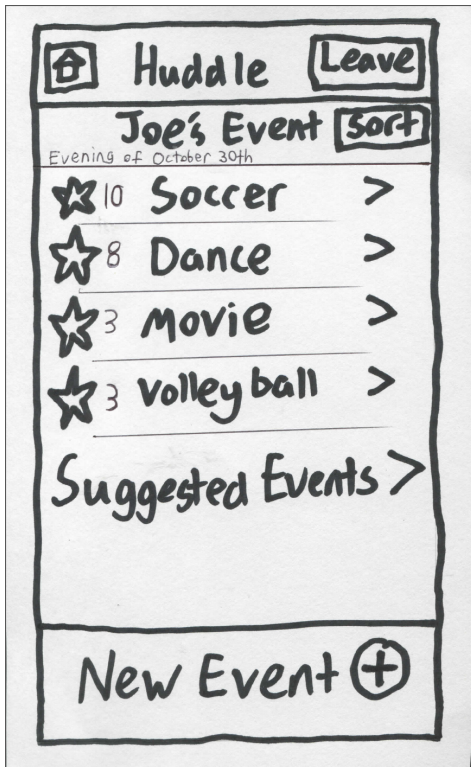 Huddle Leave
Joe's Event Sort
Evening of October 30th
10 Soccer >
8 Dance >
3 Movie >
3 Volleyball >
Suggested Events >
New Event +